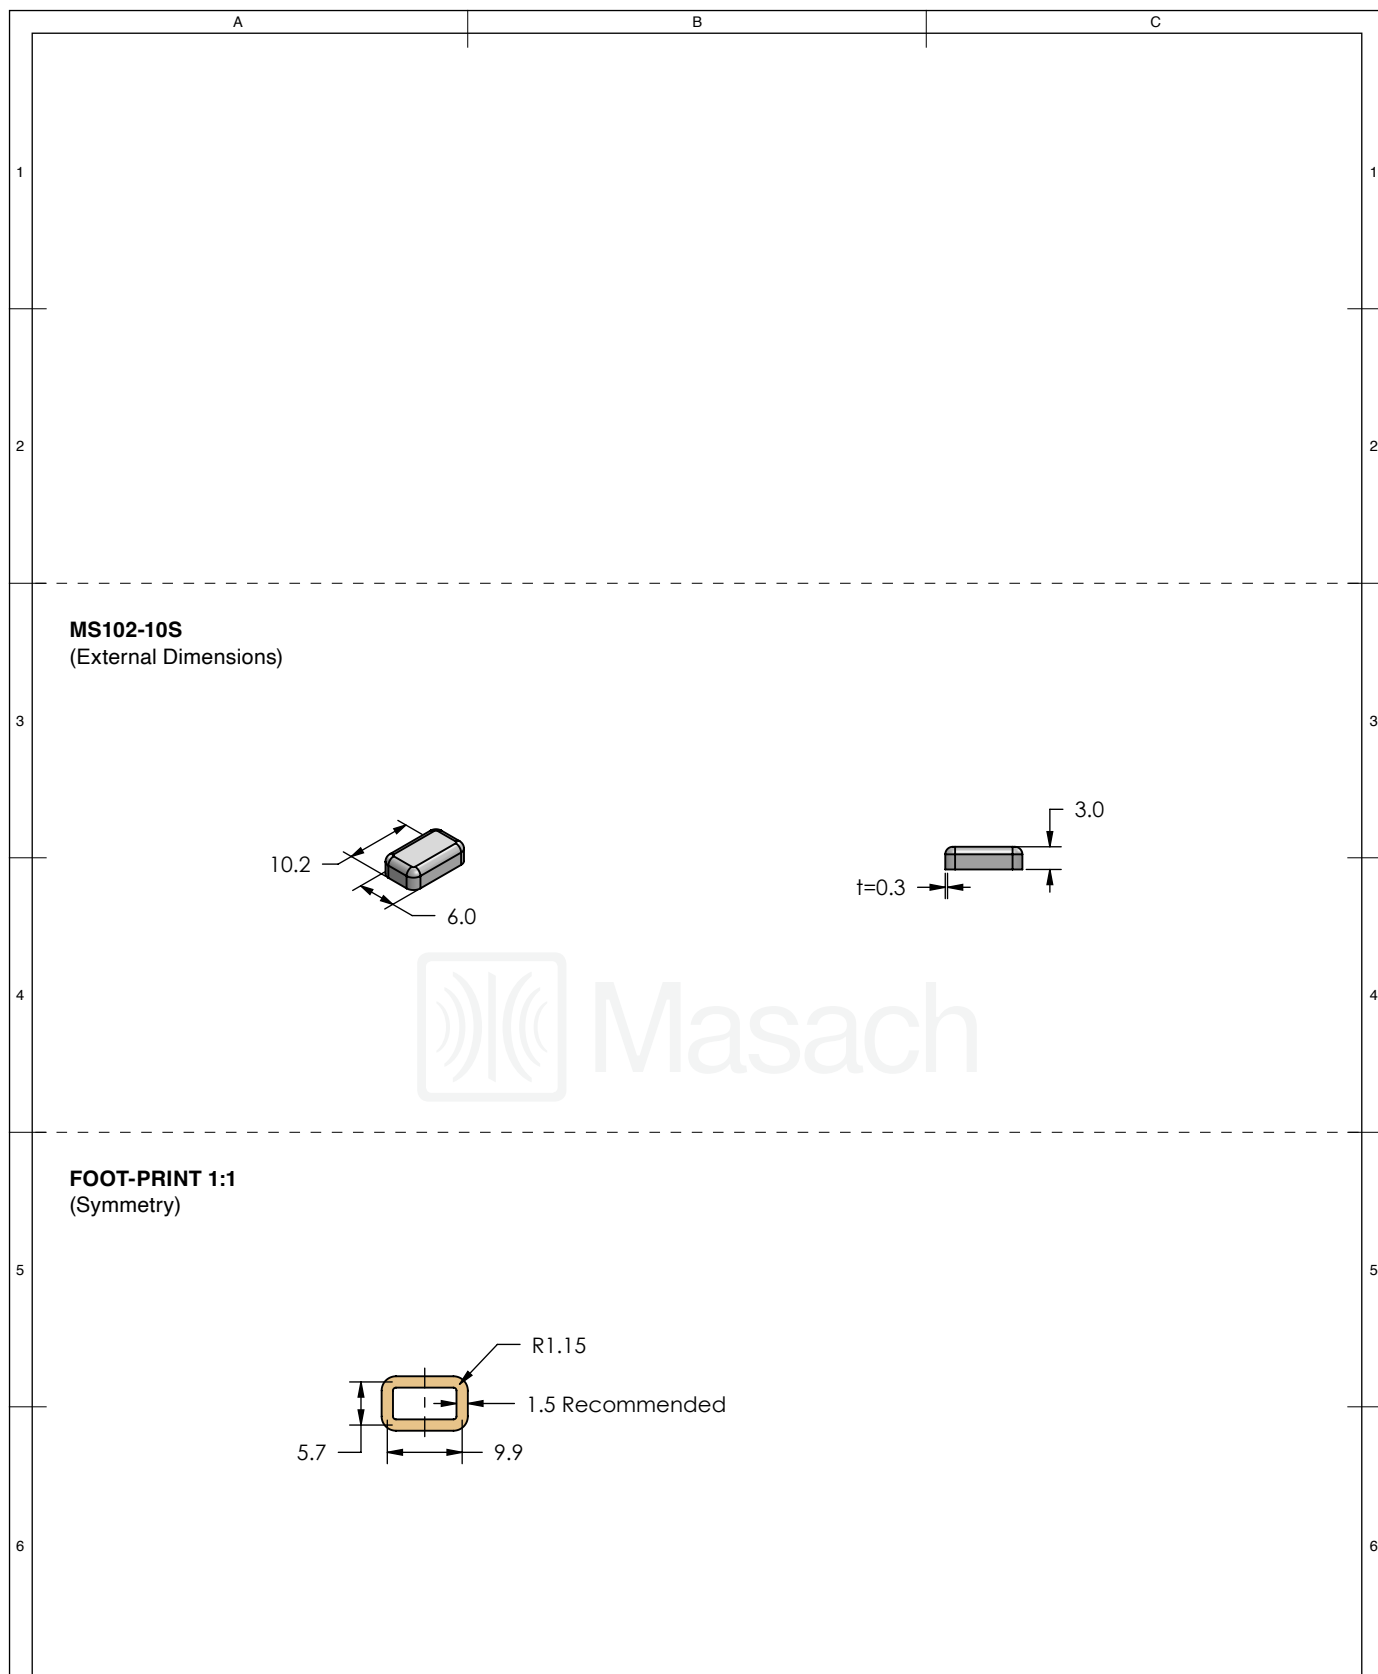 A B C
1 1
2 2
MS102-10S
(External Dimensions)
3 3
3.0
10.2
t=0.3
6.0
Masach
4 4
FOOT-PRINT 1:1
(Symmetry)
5 5
R1.15
1.5 Recommended
5.7 9.9
6 6